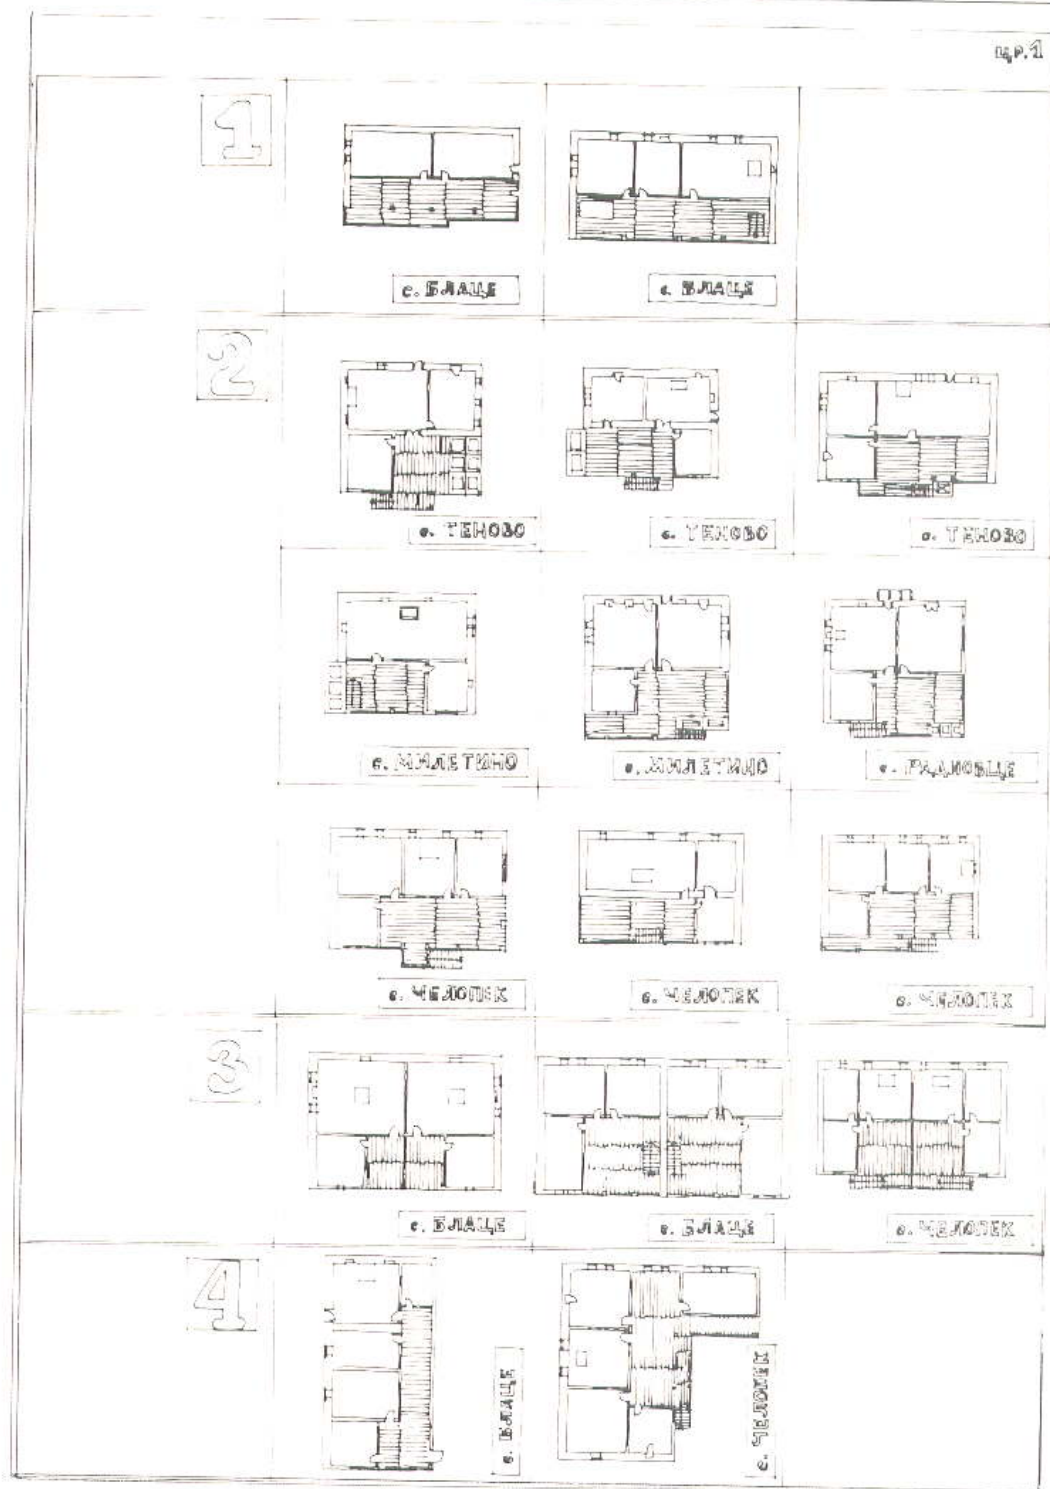 ЦР.1
1
с. БЛАЦЕ
с. БЛАЦЕ
2
с. ТЕНОВО
с. ТЕНОВО
с. ТЕНОВО
с. МИЛЕТИНО
с. МИЛЕТИНО
с. РАДИОВЦЕ
с. ЧЕЛОПЕК
с. ЧЕЛОПЕК
с. ЧЕЛОПЕК
3
с. БЛАЦЕ
с. БЛАЦЕ
с. ЧЕЛОПЕК
4
с. БЛАЦЕ
с. ЧЕЛОПЕК